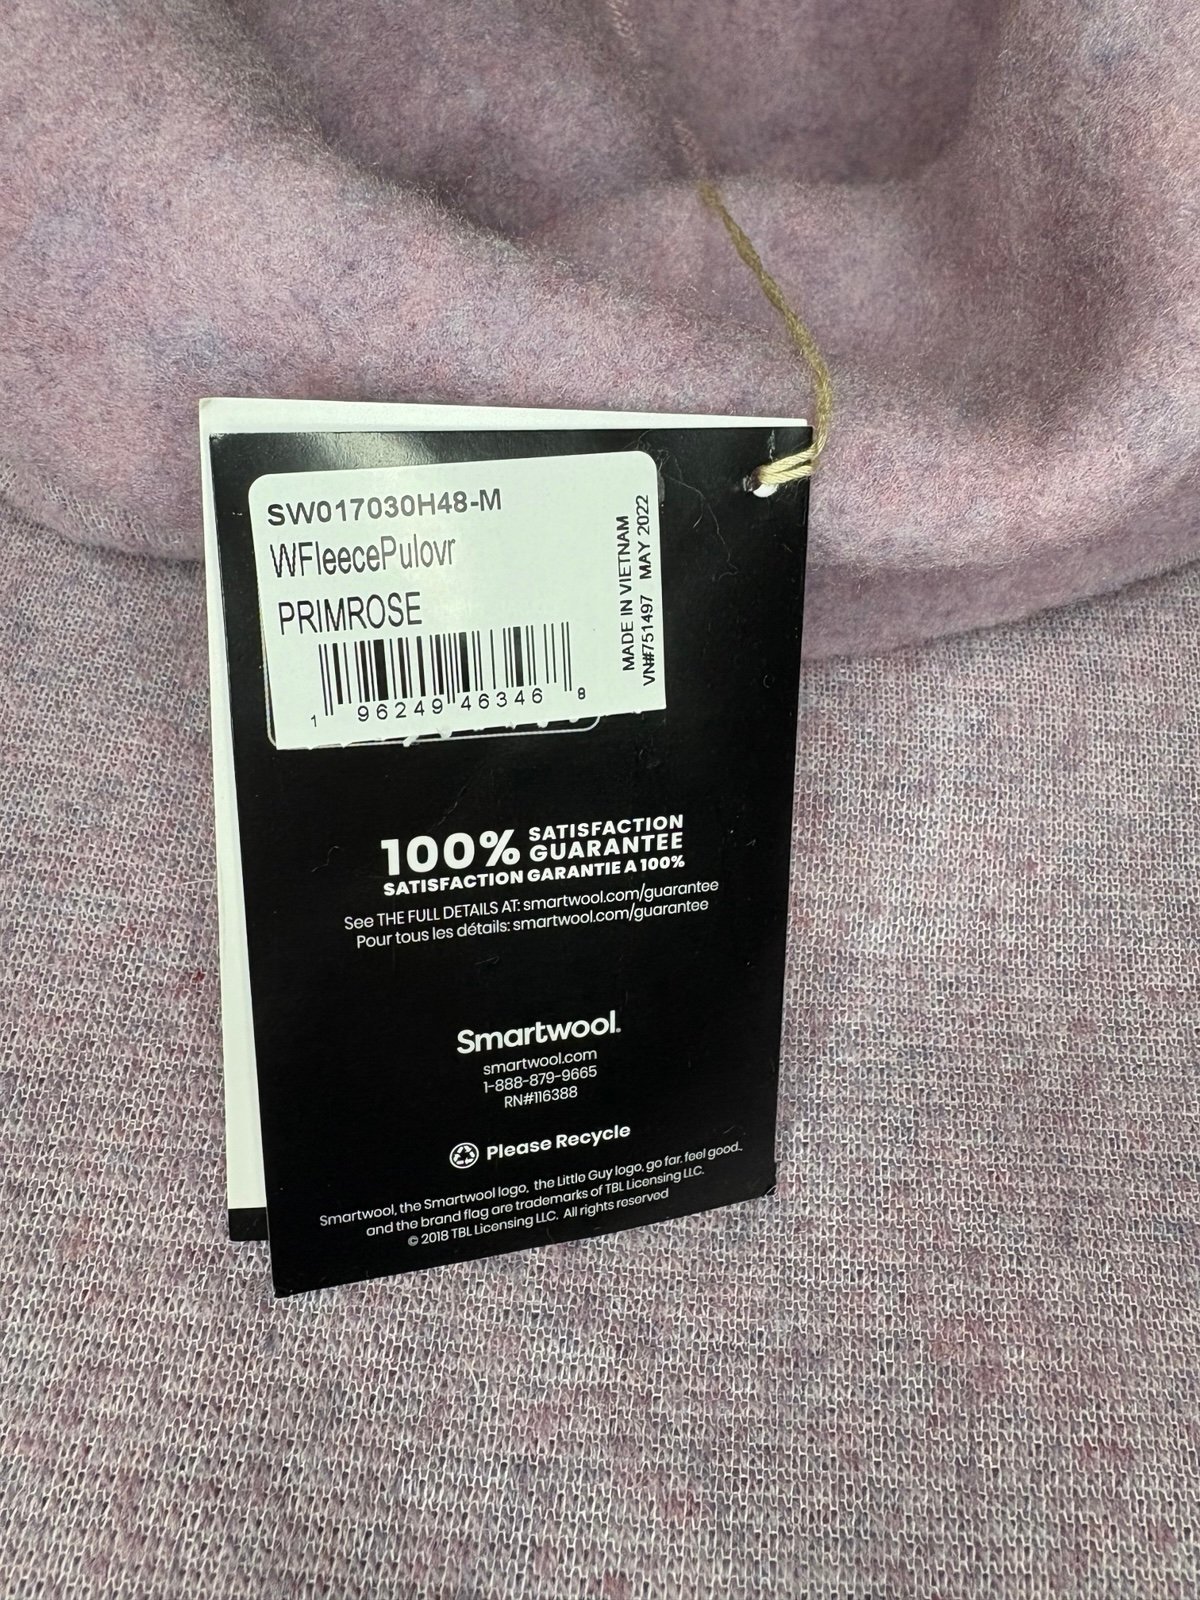 SW017030H48-M
WFleecePulovr
PRIMROSE
1 96249 46346 8
MADE IN VIETNAM
VN#751497 MAY 2022
100% SATISFACTION
GUARANTEE
SATISFACTION GARANTIE A 100%
See THE FULL DETAILS AT: smartwool.com/guarantee
Pour tous les détails: smartwool.com/guarantee
Smartwool.
smartwool.com
1-888-879-9665
RN#116388
Please Recycle
Smartwool, the Smartwool logo, the Little Guy logo, go far. feel good.,
and the brand flag are trademarks of TBL Licensing LLC.
© 2018 TBL Licensing LLC. All rights reserved